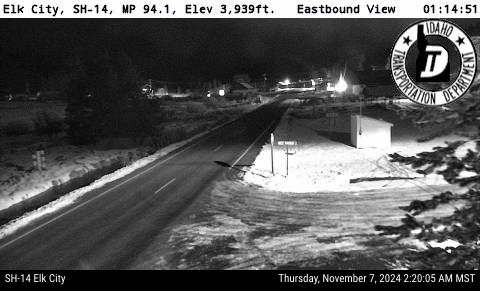 Elk City, SH-14, MP 94.1, Elev 3,939ft. Eastbound View 01:14:51
IDAHO
TRANSPORTATION DEPARTMENT
SH-14 Elk City
Thursday, November 7, 2024 2:20:05 AM MST